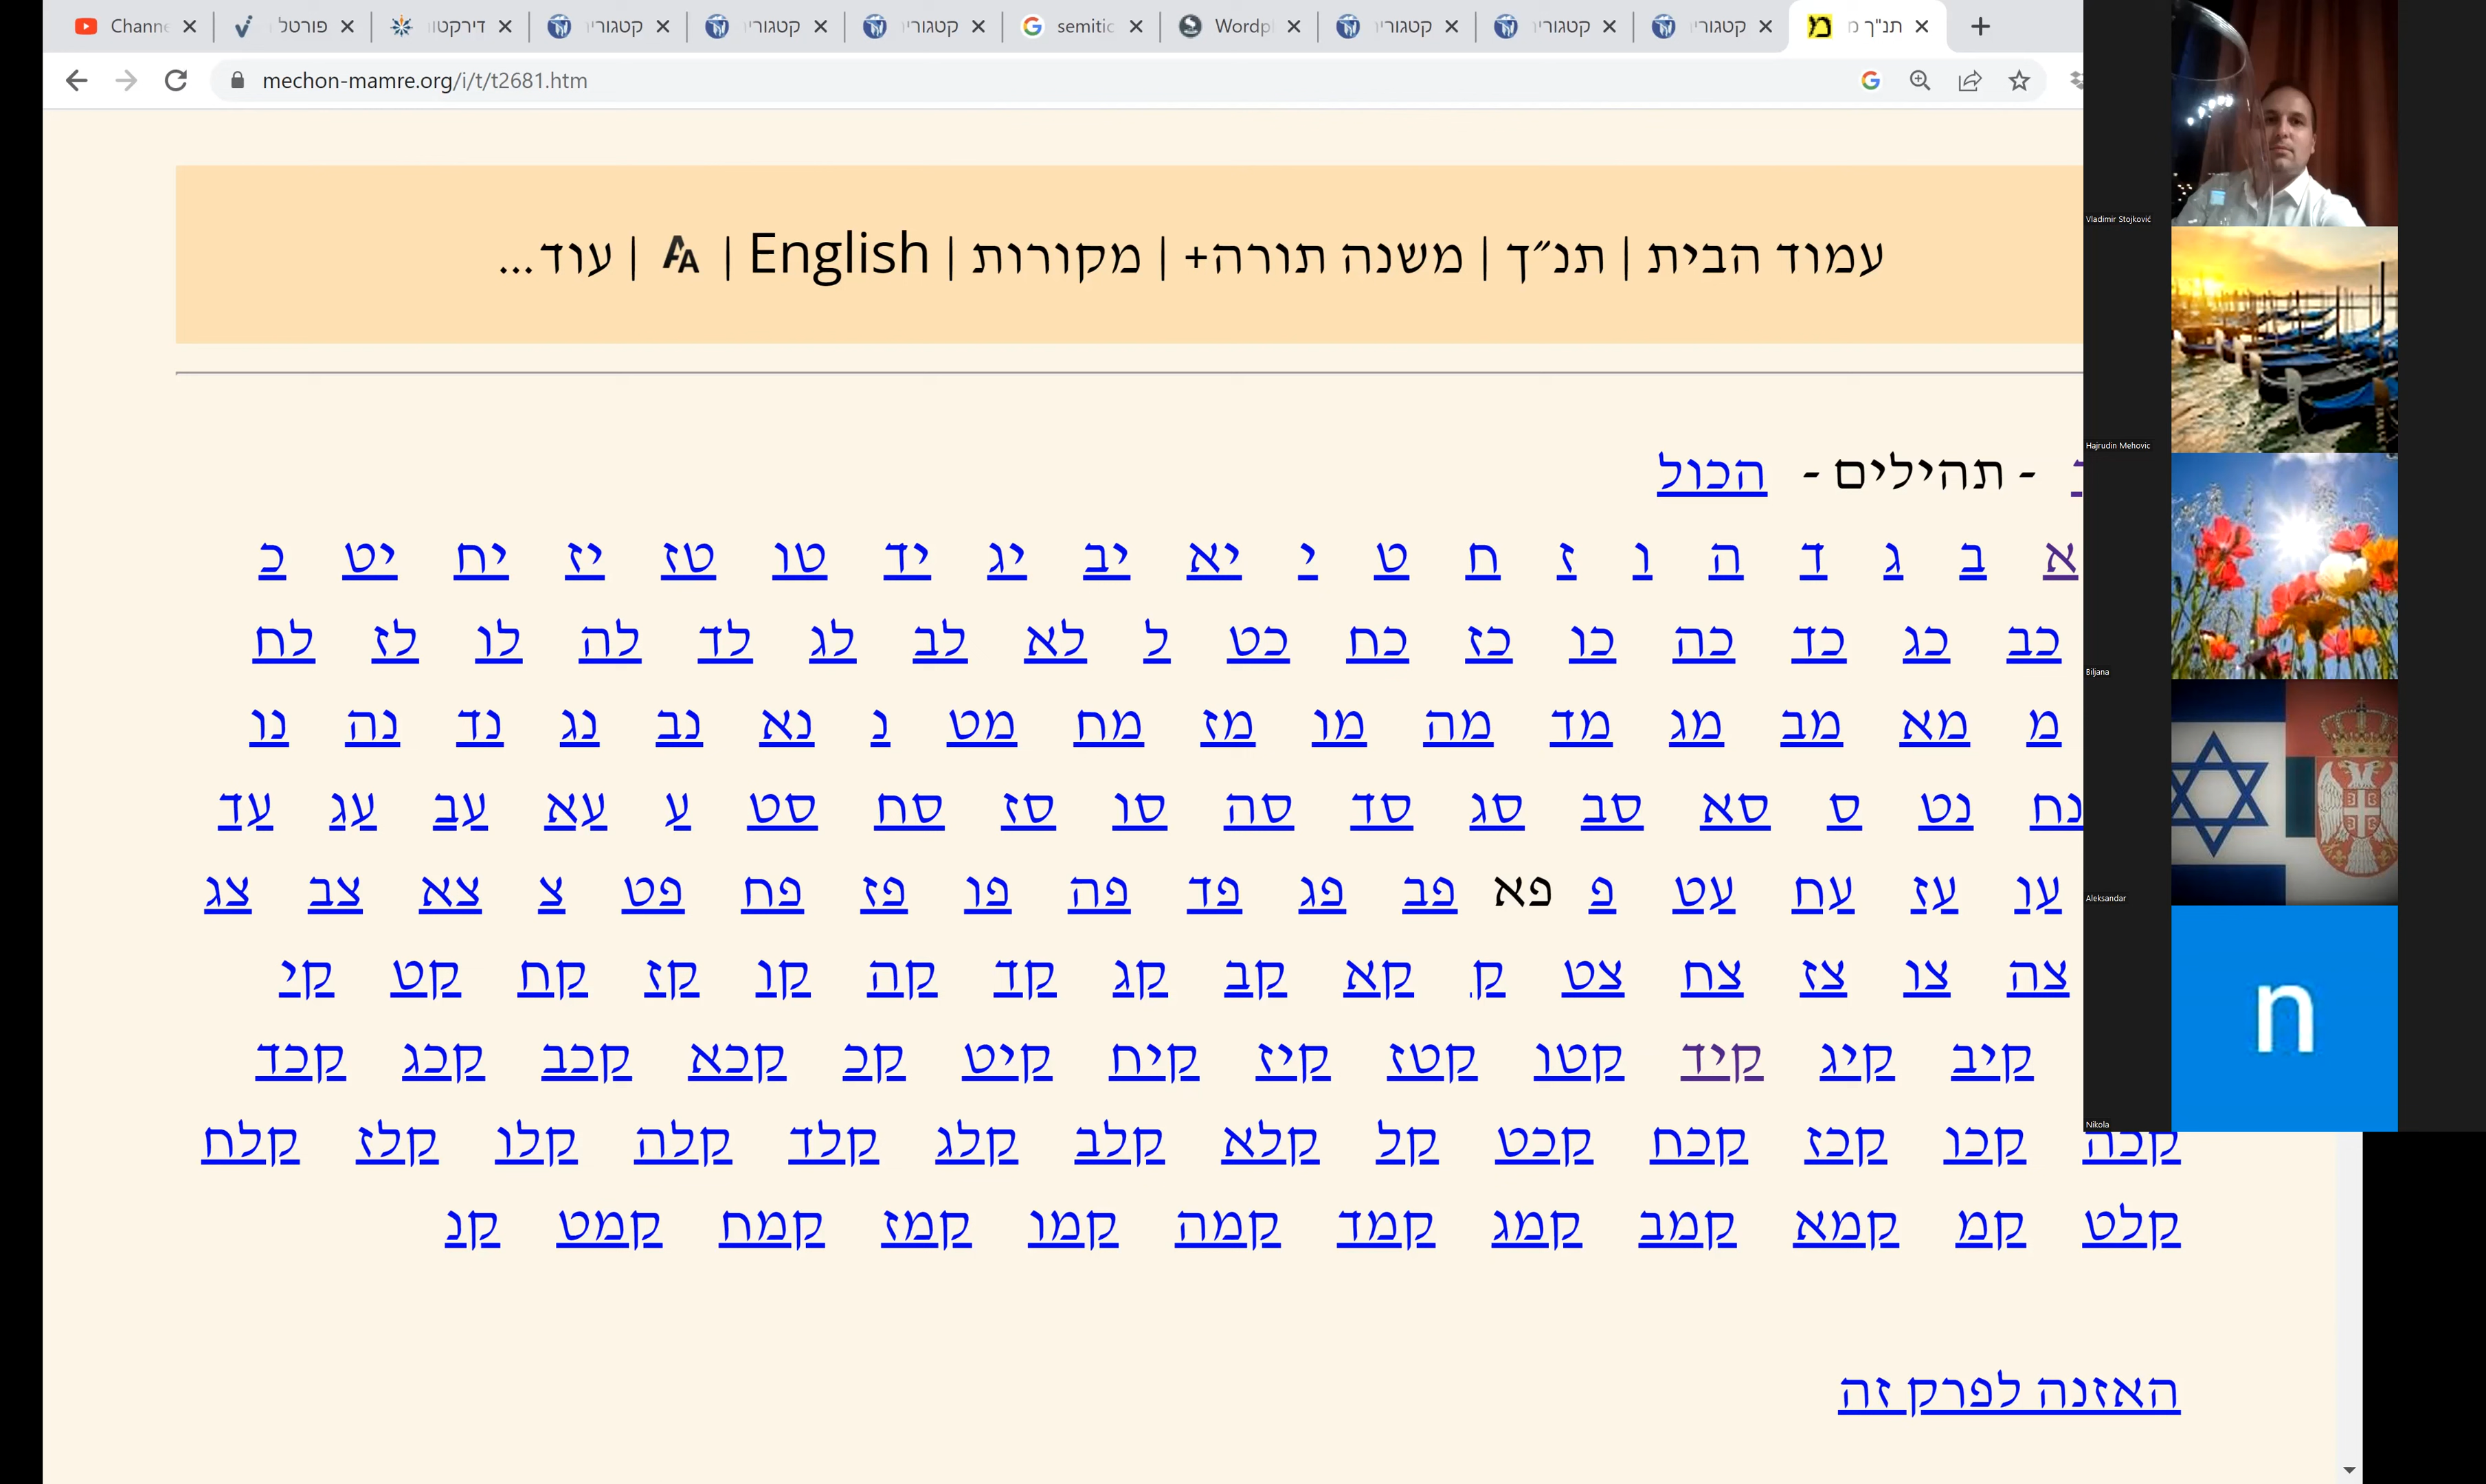 Channe
פורטל
דירקטו
קטגורי
קטגורי
קטגורי
semitic
Wordp
קטגורי
קטגורי
קטגורי
תנ"ך מ
mechon-mamre.org/i/t/t2681.htm
עמוד הבית | תנ״ך | משנה תורה+ | מקורות | English | AA | עוד...
- תהילים - הכול
א ב ג ד ה ו ז ח ט י יא יב יג יד טו טז יז יח יט כ
כב כג כד כה כו כז כח כט ל לא לב לג לד לה לו לז לח
מ מא מב מג מד מה מו מז מח מט נ נא נב נג נד נה נו
נח נט ס סא סב סג סד סה סו סז סח סט ע עא עב עג עד
עו עז עח עט פ פא פב פג פד פה פו פז פח פט צ צא צב צג
צה צו צז צח צט ק קא קב קג קד קה קו קז קח קט קי
קיב קיג קיד קטו קטז קיז קיח קיט קכ קכא קכב קכג קכד
קכה קכו קכז קכח קכט קל קלא קלב קלג קלד קלה קלו קלז קלח
קלט קמ קמא קמב קמג קמד קמה קמו קמז קמח קמט קנ
האזנה לפרק זה
Vladimir Stojković
Hajrudin Mehovic
Biljana
Aleksandar
n
Nikola